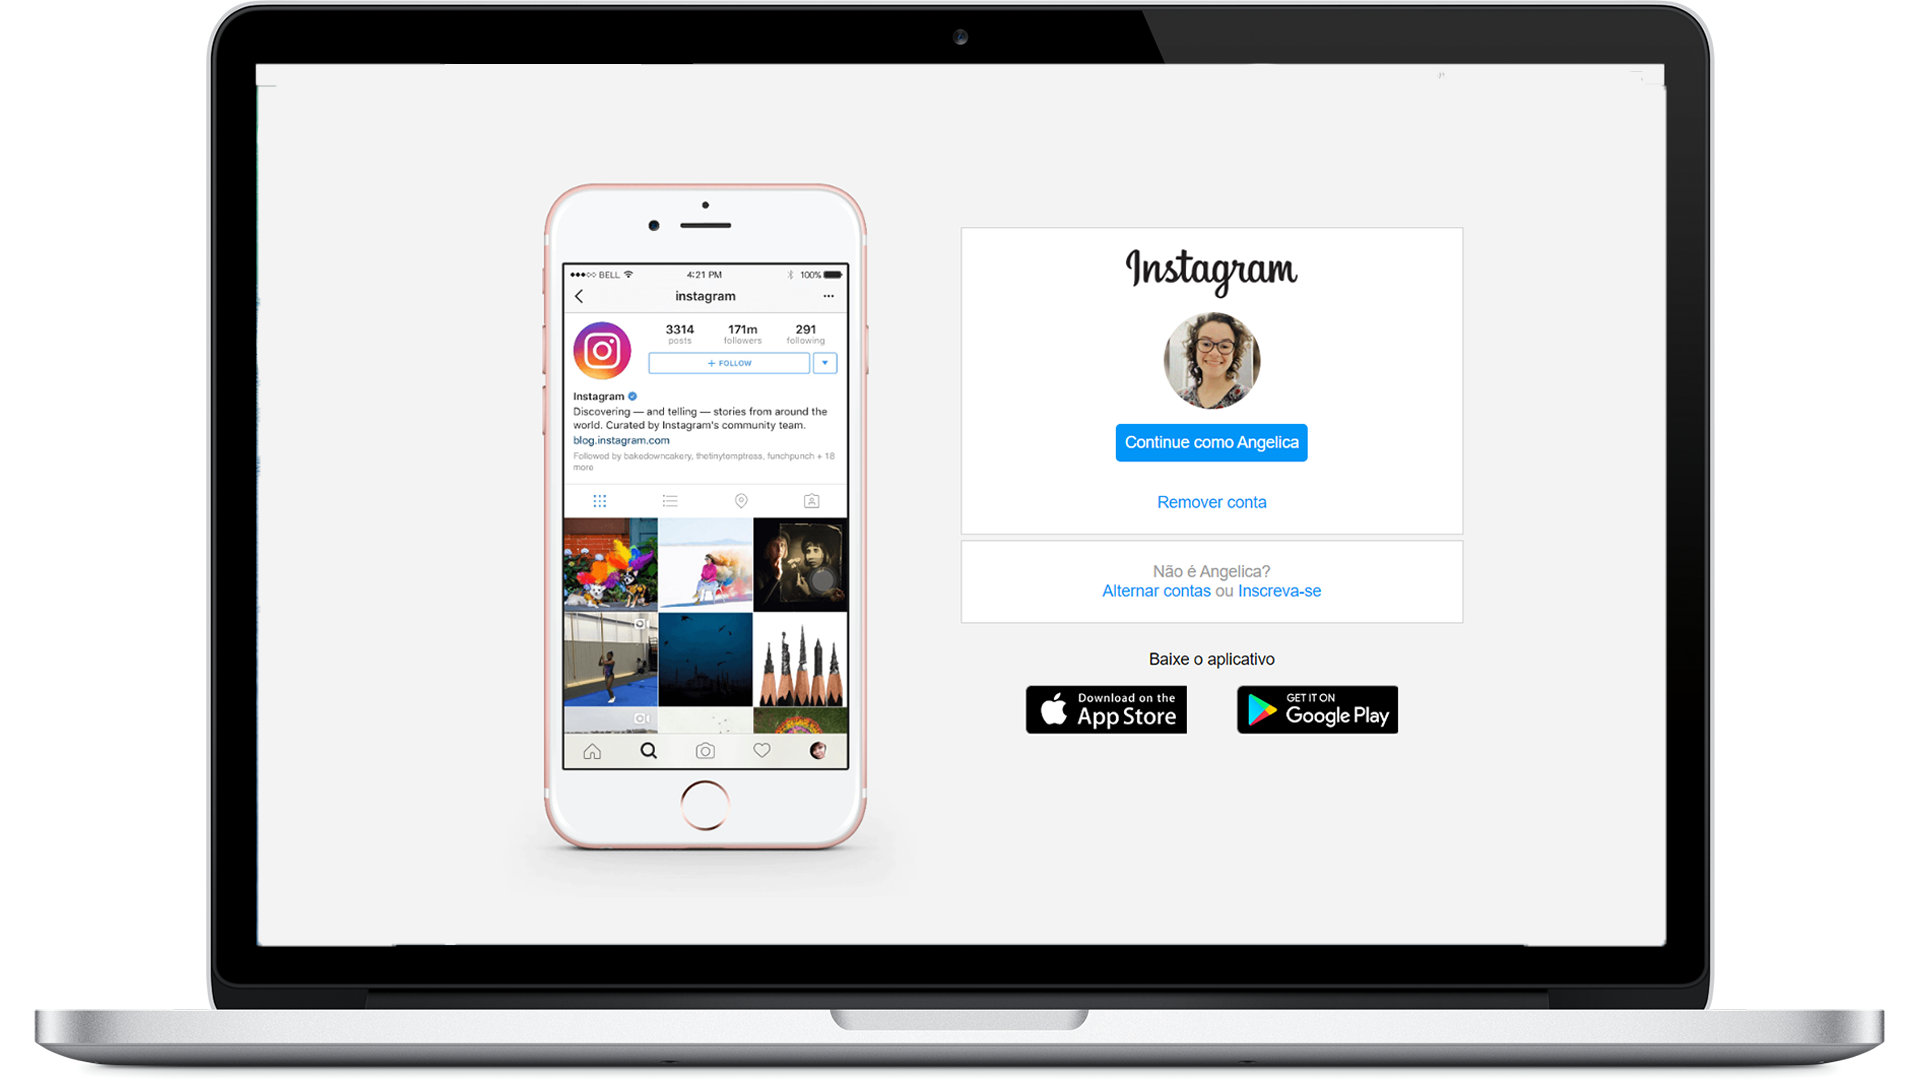 ●●●○○ BELL
4:21 PM
100%
instagram
...
3314
posts
171m
followers
291
following
+ FOLLOW
Instagram
Discovering — and telling — stories from around the
world. Curated by Instagram's community team.
blog.instagram.com
Followed by bakedowncakery, thetinytemptress, funchpunch + 18
more
Instagram
Continue como Angelica
Remover conta
Não é Angelica?
Alternar contas ou Inscreva-se
Baixe o aplicativo
Download on the
App Store
GET IT ON
Google Play